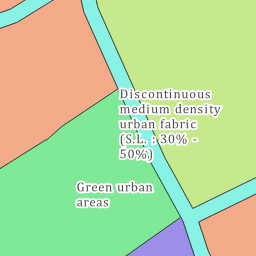 Discontinuous
medium density
urban fabric
(S.L. : 30% -
50%)
Green urban
areas